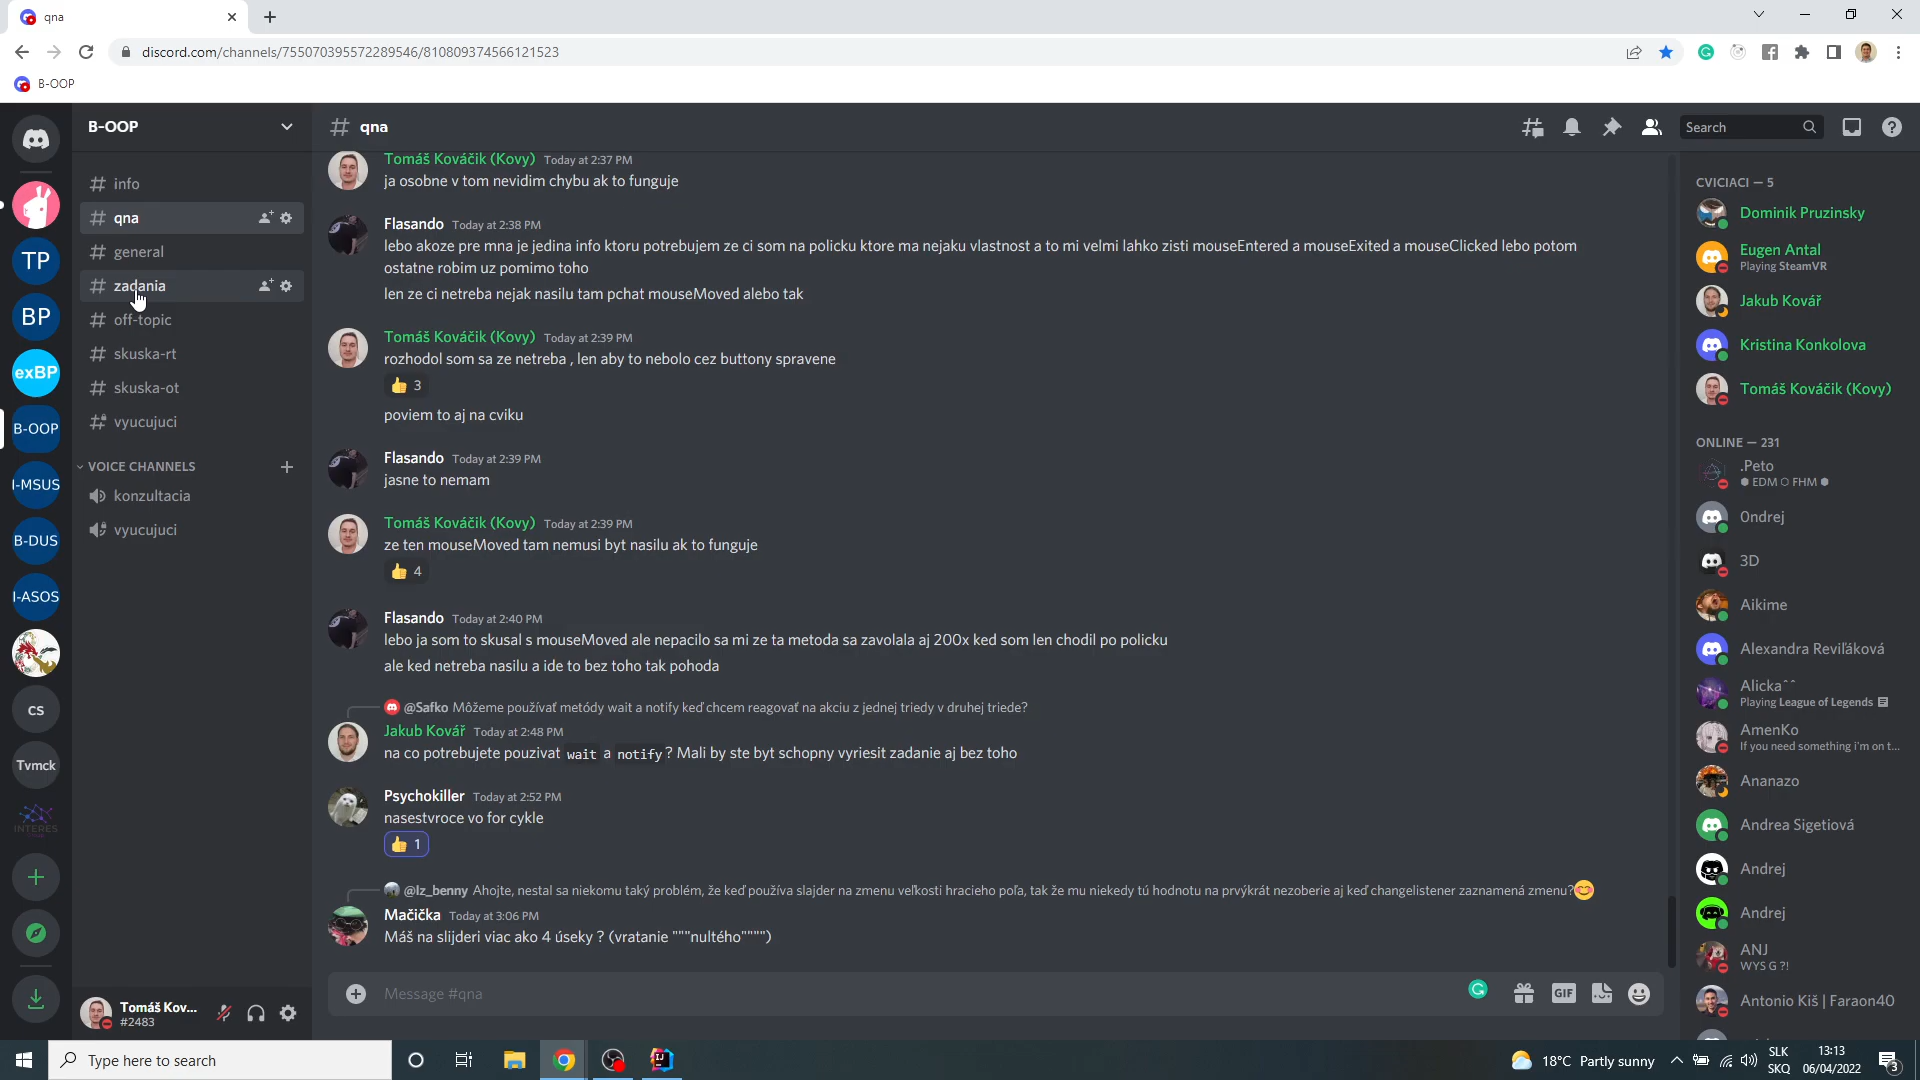 qna
discord.com/channels/755070395572289546/810809374566121523
B-OOP
B-OOP
info
qna
general
zadania
off-topic
skuska-rt
skuska-ot
vyucujuci
VOICE CHANNELS
konzultacia
vyucujuci
TP
BP
exBP
B-OOP
I-MSUS
B-DUS
I-ASOS
CS
Tvmck
INTERES
Tomáš Kov...
#2483
qna
Search
Tomáš Kováčik (Kovy) Today at 2:37 PM
ja osobne v tom nevidim chybu ak to funguje
Flasando Today at 2:38 PM
lebo akoze pre mna je jedina info ktoru potrebujem ze ci som na policku ktore ma nejaku vlastnost a to mi velmi lahko zisti mouseEntered a mouseExited a mouseClicked lebo potom
ostatne robim uz pomimo toho
len ze ci netreba nejak nasilu tam pchat mouseMoved alebo tak
Tomáš Kováčik (Kovy) Today at 2:39 PM
rozhodol som sa ze netreba , len aby to nebolo cez buttony spravene
3
poviem to aj na cviku
Flasando Today at 2:39 PM
jasne to nemam
Tomáš Kováčik (Kovy) Today at 2:39 PM
ze ten mouseMoved tam nemusi byt nasilu ak to funguje
4
Flasando Today at 2:40 PM
lebo ja som to skusal s mouseMoved ale nepacilo sa mi ze ta metoda sa zavolala aj 200x ked som len chodil po policku
ale ked netreba nasilu a ide to bez toho tak pohoda
@Safko Môžeme používať metódy wait a notify keď chcem reagovať na akciu z jednej triedy v druhej triede?
Jakub Kovář Today at 2:48 PM
na co potrebujete pouzivat wait a notify? Mali by ste byt schopny vyriesit zadanie aj bez toho
Psychokiller Today at 2:52 PM
nasestvroce vo for cykle
1
@lz_benny Ahojte, nestal sa niekomu taký problém, že keď používa slajder na zmenu veľkosti hracieho poľa, tak že mu niekedy tú hodnotu na prvýkrát nezoberie aj keď changelistener zaznamená zmenu?😊
Mačička Today at 3:06 PM
Máš na slijderi viac ako 4 úseky ? (vratanie """nultého"""")
Message #qna
GIF
CVICIACI — 5
Dominik Pruzinsky
Eugen Antal
Playing SteamVR
Jakub Kovář
Kristina Konkolova
Tomáš Kováčik (Kovy)
ONLINE — 231
.Peto
⬢ EDM ⬡ FHM ⬢
0ndrej
3D
Aikime
Alexandra Reviľáková
Alicka^^
Playing League of Legends
AmenKo
If you need something i'm on t...
Ananazo
Andrea Sigetiová
Andrej
Andrej
ANJ
WYS G ?!
Antonio Kiš | Faraon40
Type here to search
18°C Partly sunny
SLK
SKQ
13:13
06/04/2022
3